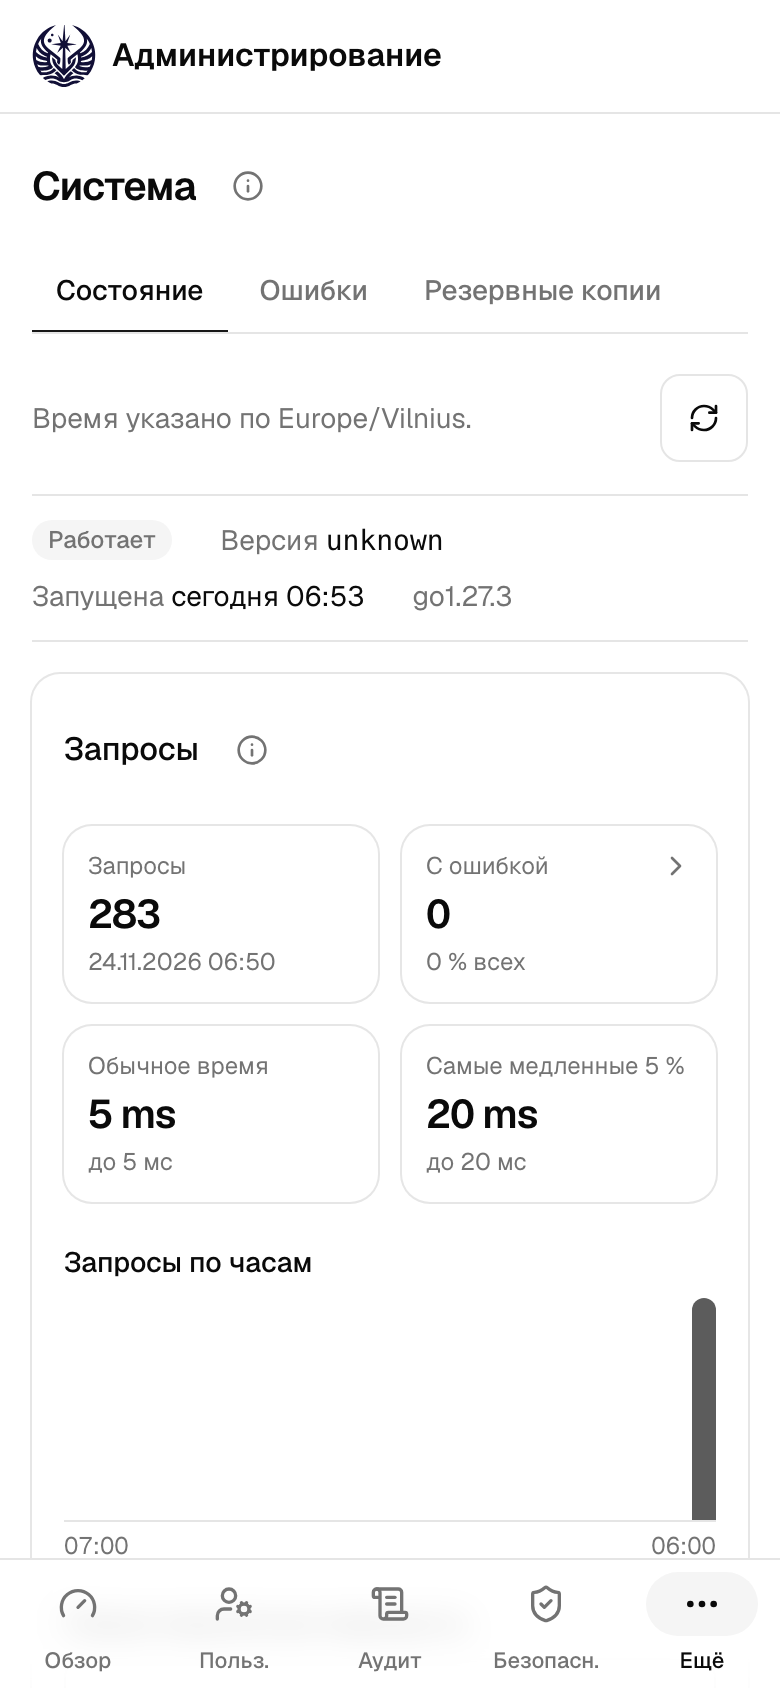 Администрирование
Система
Состояние Ошибки Резервные копии
Время указано по Europe/Vilnius.
Работает Версия unknown
Запущена сегодня 06:53 go1.27.3
Запросы
Запросы
283
24.11.2026 06:50
С ошибкой
0
0 % всех
Обычное время
5 ms
до 5 мс
Самые медленные 5 %
20 ms
до 20 мс
Запросы по часам
07:00 06:00
Обзор Польз. Аудит Безопасн. Ещё